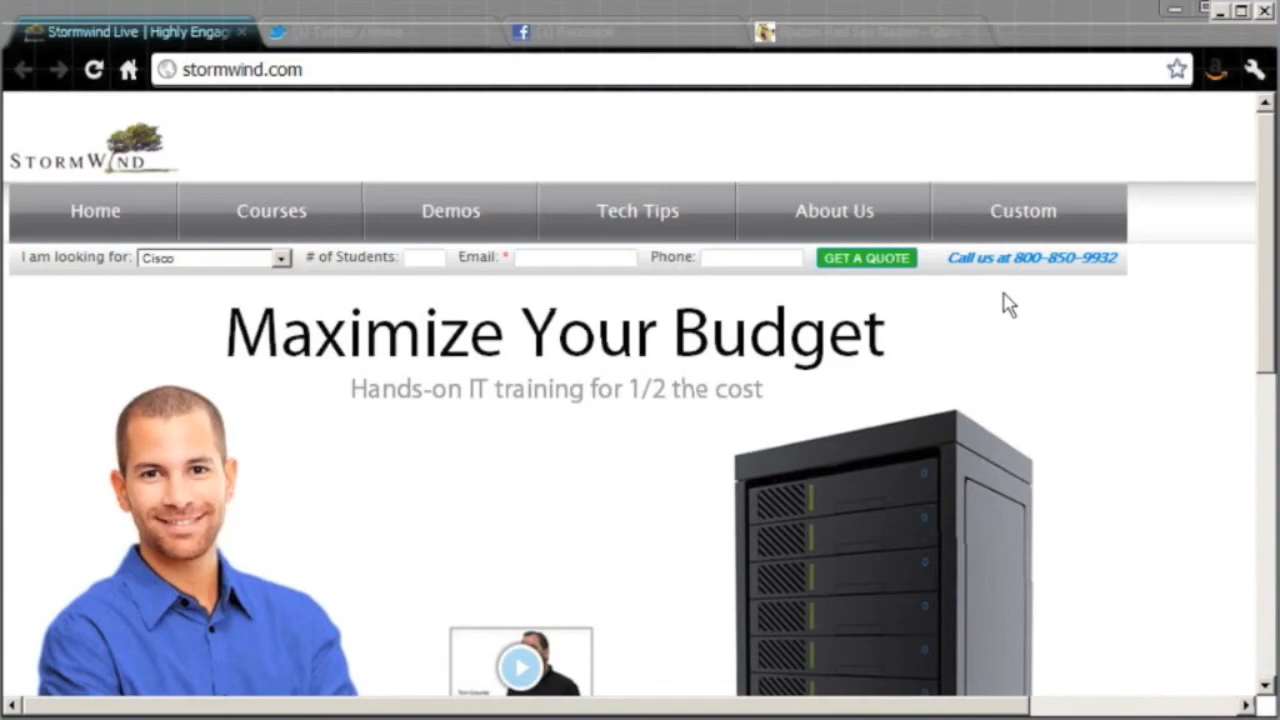 Stormwind Live | Highly Engag
stormwind.com
STORMWIND
Home Courses Demos Tech Tips About Us Custom
I am looking for: Cisco # of Students: Email: * Phone: GET A QUOTE Call us at 800-850-9932
Maximize Your Budget
Hands-on IT training for 1/2 the cost